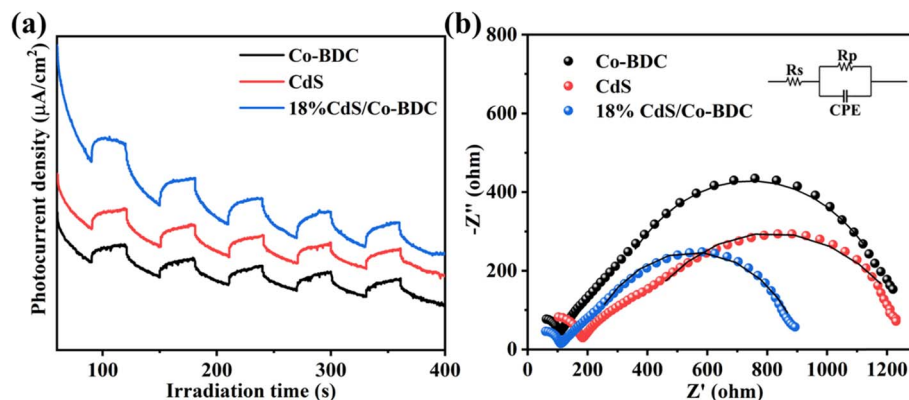 (a)
Co-BDC
CdS
18%CdS/Co-BDC
Photocurrent density (μA/cm²)
100 200 300 400
Irradiation time (s)
(b)
Co-BDC
CdS
18% CdS/Co-BDC
Rs
Rp
CPE
-Z'' (ohm)
800
600
400
200
0
0 200 400 600 800 1000 1200
Z' (ohm)